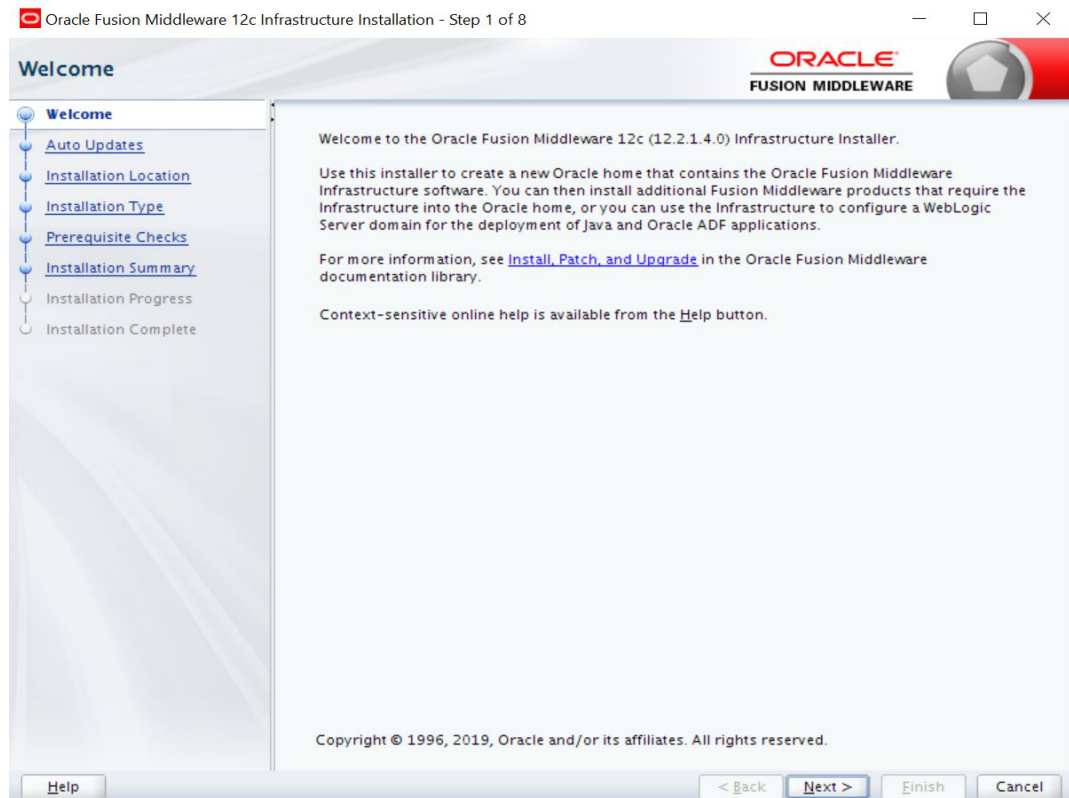 Oracle Fusion Middleware 12c Infrastructure Installation - Step 1 of 8
Welcome
ORACLE
FUSION MIDDLEWARE
Welcome
Auto Updates
Installation Location
Installation Type
Prerequisite Checks
Installation Summary
Installation Progress
Installation Complete
Welcome to the Oracle Fusion Middleware 12c (12.2.1.4.0) Infrastructure Installer.
Use this installer to create a new Oracle home that contains the Oracle Fusion Middleware
Infrastructure software. You can then install additional Fusion Middleware products that require the
Infrastructure into the Oracle home, or you can use the Infrastructure to configure a WebLogic
Server domain for the deployment of Java and Oracle ADF applications.
For more information, see Install, Patch, and Upgrade in the Oracle Fusion Middleware
documentation library.
Context-sensitive online help is available from the Help button.
Copyright © 1996, 2019, Oracle and/or its affiliates. All rights reserved.
Help
< Back
Next >
Finish
Cancel